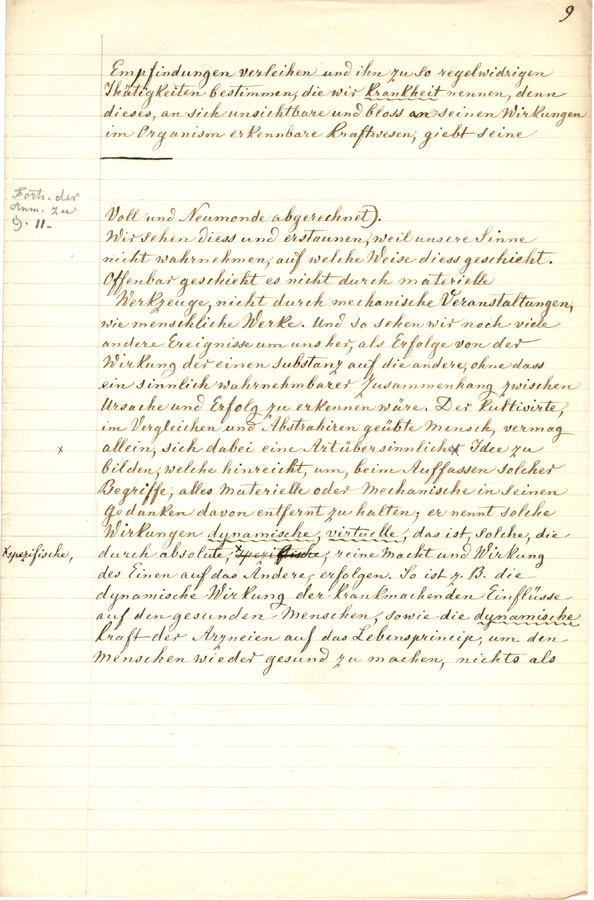 9
Empfindungen verleihen und ihn zu so regelwidrigen
Thätigkeiten bestimmen, die wir Krankheit nennen, denn
dieses, an sich unsichtbare und bloss an seinen Wirkungen
im Organism erkennbare Kraftwesen, giebt seine
Forts. der
Anm. zu
§. 11-
Voll und Neumonde abgerechnet).
Wir sehen diess und erstaunen, weil unsere Sinne
nicht wahrnehmen, auf welche Weise diess geschieht.
Offenbar geschieht es nicht durch materielle
Werkzeuge, nicht durch mechanische Veranstaltungen,
wie menschliche Werke. Und so sehen wir noch viele
andere Ereignisse um uns her, als Erfolge von der
Wirkung der einen substanz auf die andere, ohne dass
ein sinnlich wahrnehmbarer Zusammenhang zwischen
Ursache und Erfolg zu erkennen wäre. Der kultivirte,
im Vergleichen und Abstrahiren geübte Mensch, vermag
x allein, sich dabei eine Art übersinnliche Idee zu
bilden, welche hinreicht, um, beim Auffassen solcher
Begriffe, alles Materielle oder Mechanische in seinen
Gedanken davon entfernt zu halten; er nennt solche
Wirkungen dynamische, virtuelle, das ist, solche, die
x spezifische, durch absolute, spezifische, reine Macht und Wirkung
des Einen auf das Andere, erfolgen. So ist z. B. die
dynamische Wirkung der krankmachenden Einflüsse
auf den gesunden Menschen, sowie die dynamische
Kraft der Arzneien auf das Lebensprincip, um den
Menschen wieder gesund zu machen, nichts als